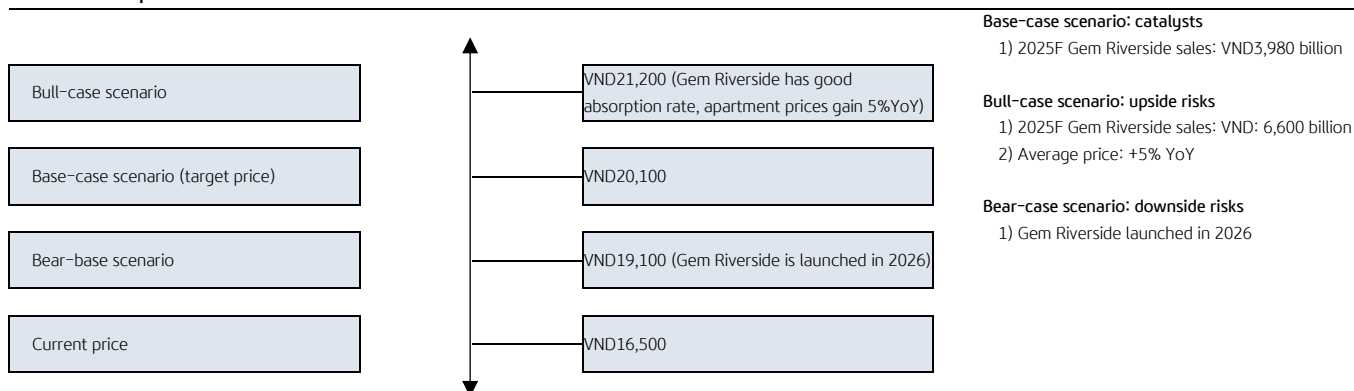 Bull-case scenario
VND21,200 (Gem Riverside has good
absorption rate, apartment prices gain 5%YoY)
Base-case scenario (target price)
VND20,100
Bear-base scenario
VND19,100 (Gem Riverside is launched in 2026)
Current price
VND16,500
Base-case scenario: catalysts
1) 2025F Gem Riverside sales: VND3,980 billion
Bull-case scenario: upside risks
1) 2025F Gem Riverside sales: VND: 6,600 billion
2) Average price: +5% YoY
Bear-case scenario: downside risks
1) Gem Riverside launched in 2026